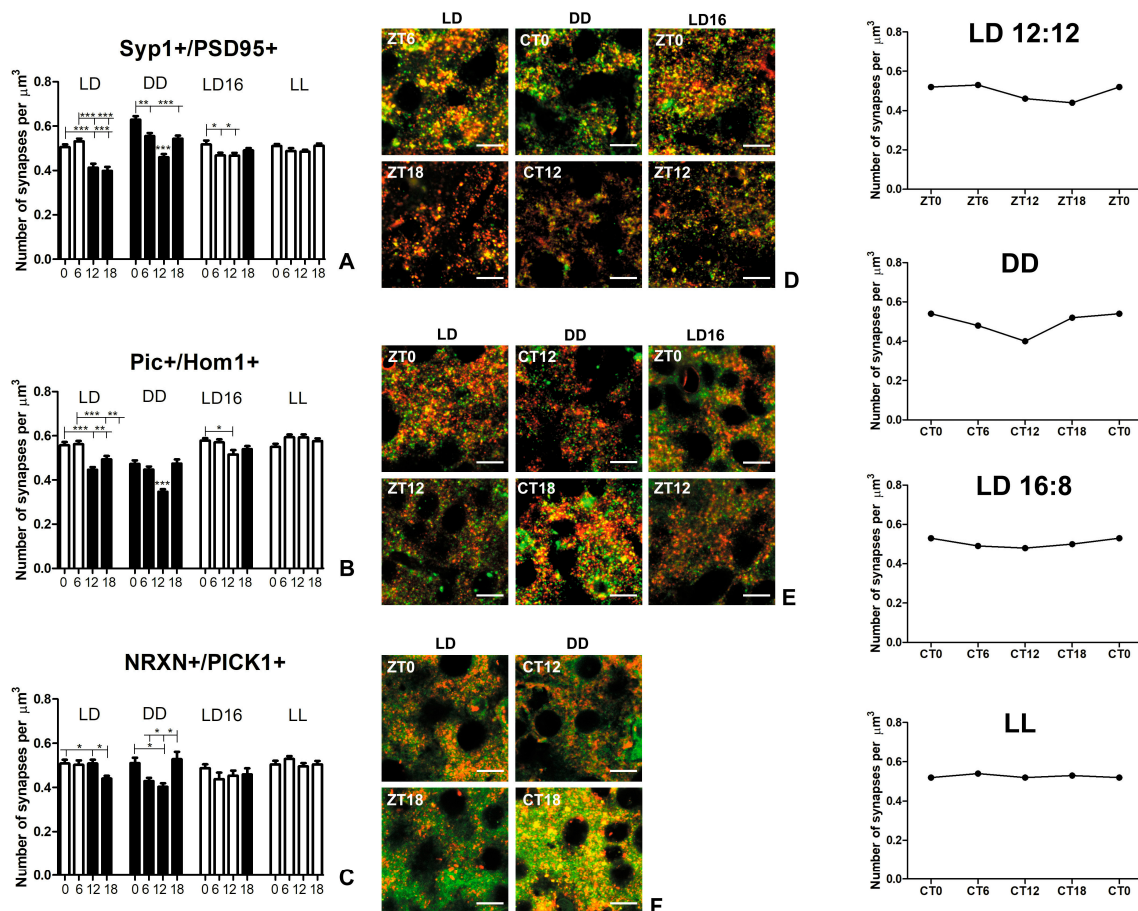 Syp1+/PSD95+
Number of synapses per μm3
0.8
0.6
0.4
0.2
0.0
LD
DD
LD16
LL
*** ***
*** ***
** ***
***
* *
0 6 12 18 0 6 12 18 0 6 12 18 0 6 12 18
A
Pic+/Hom1+
Number of synapses per μm3
0.8
0.6
0.4
0.2
0.0
LD
DD
LD16
LL
*** **
*** **
***
*
0 6 12 18 0 6 12 18 0 6 12 18 0 6 12 18
B
NRXN+/PICK1+
Number of synapses per μm3
0.8
0.6
0.4
0.2
0.0
LD
DD
LD16
LL
* *
* *
*
0 6 12 18 0 6 12 18 0 6 12 18 0 6 12 18
C
LD DD LD16
ZT6 CT0 ZT0
ZT18 CT12 ZT12
D
LD DD LD16
ZT0 CT12 ZT0
ZT12 CT18 ZT12
E
LD DD
ZT0 CT12
ZT18 CT18
F
LD 12:12
Number of synapses per μm3
0.8
0.6
0.4
0.2
0.0
ZT0 ZT6 ZT12 ZT18 ZT0
DD
Number of synapses per μm3
0.8
0.6
0.4
0.2
0.0
CT0 CT6 CT12 CT18 CT0
LD 16:8
Number of synapses per μm3
0.8
0.6
0.4
0.2
0.0
CT0 CT6 CT12 CT18 CT0
LL
Number of synapses per μm3
0.8
0.6
0.4
0.2
0.0
CT0 CT6 CT12 CT18 CT0